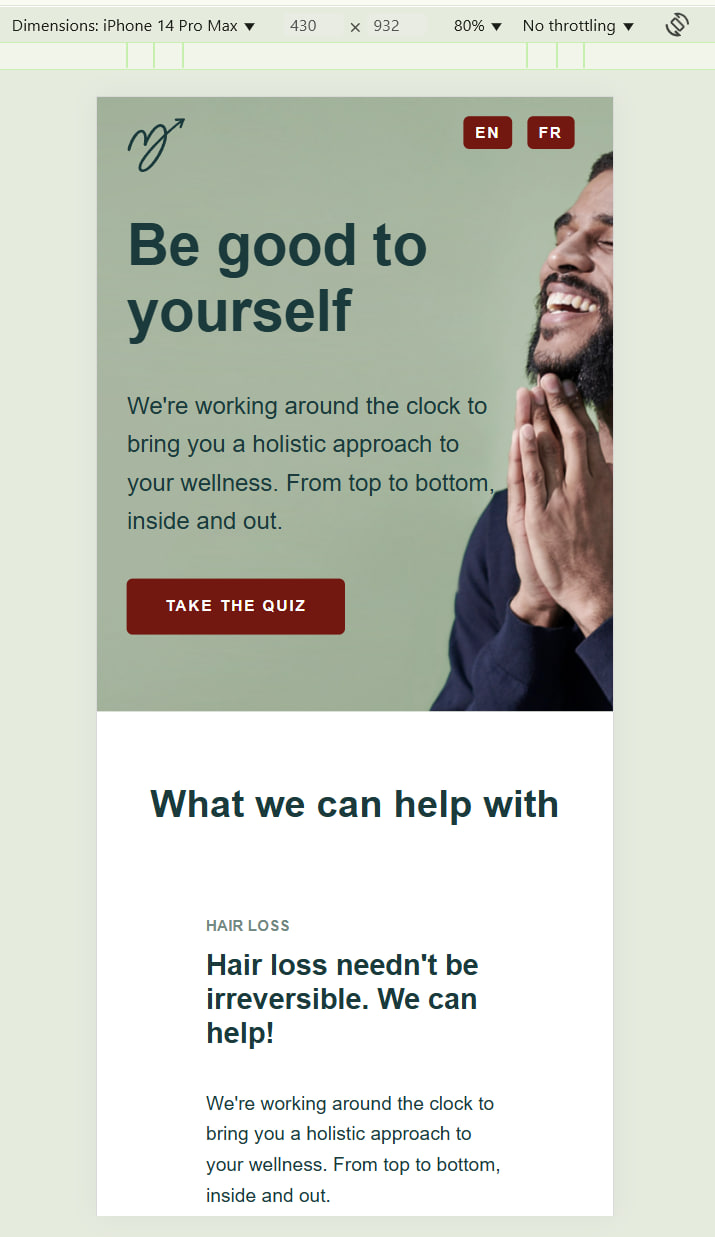 Dimensions: iPhone 14 Pro Max ▼ 430 × 932 80% ▼ No throttling ▼
EN FR
Be good to
yourself
We're working around the clock to
bring you a holistic approach to
your wellness. From top to bottom,
inside and out.
TAKE THE QUIZ
What we can help with
HAIR LOSS
Hair loss needn't be
irreversible. We can
help!
We're working around the clock to
bring you a holistic approach to
your wellness. From top to bottom,
inside and out.